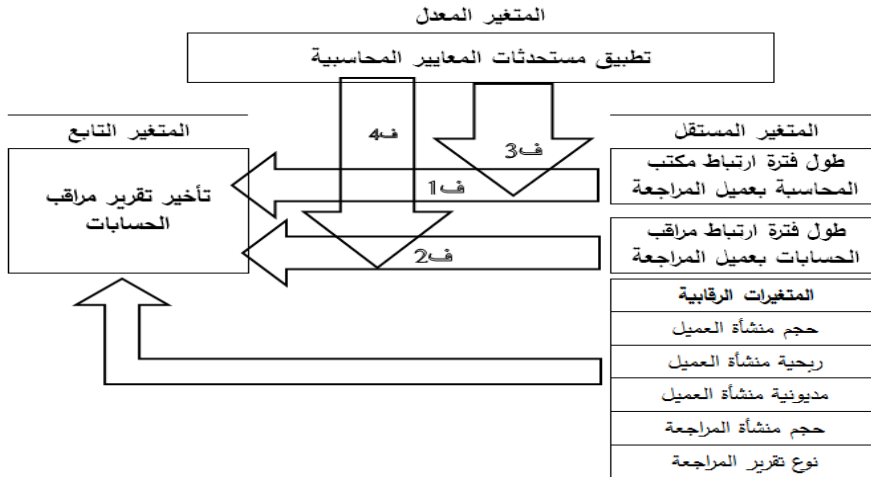 المتغير المعدل
تطبيق مستحدثات المعايير المحاسبية
المتغير المستقل
المتغير التابع
ف4
ف3
طول فترة ارتباط مكتب
المحاسبة بعميل المراجعة
ف1
تأخير تقرير مراقب
الحسابات
طول فترة ارتباط مراقب
الحسابات بعميل المراجعة
ف2
المتغيرات الرقابية
حجم منشأة العميل
ربحية منشأة العميل
مديونية منشأة العميل
حجم منشأة المراجعة
نوع تقرير المراجعة